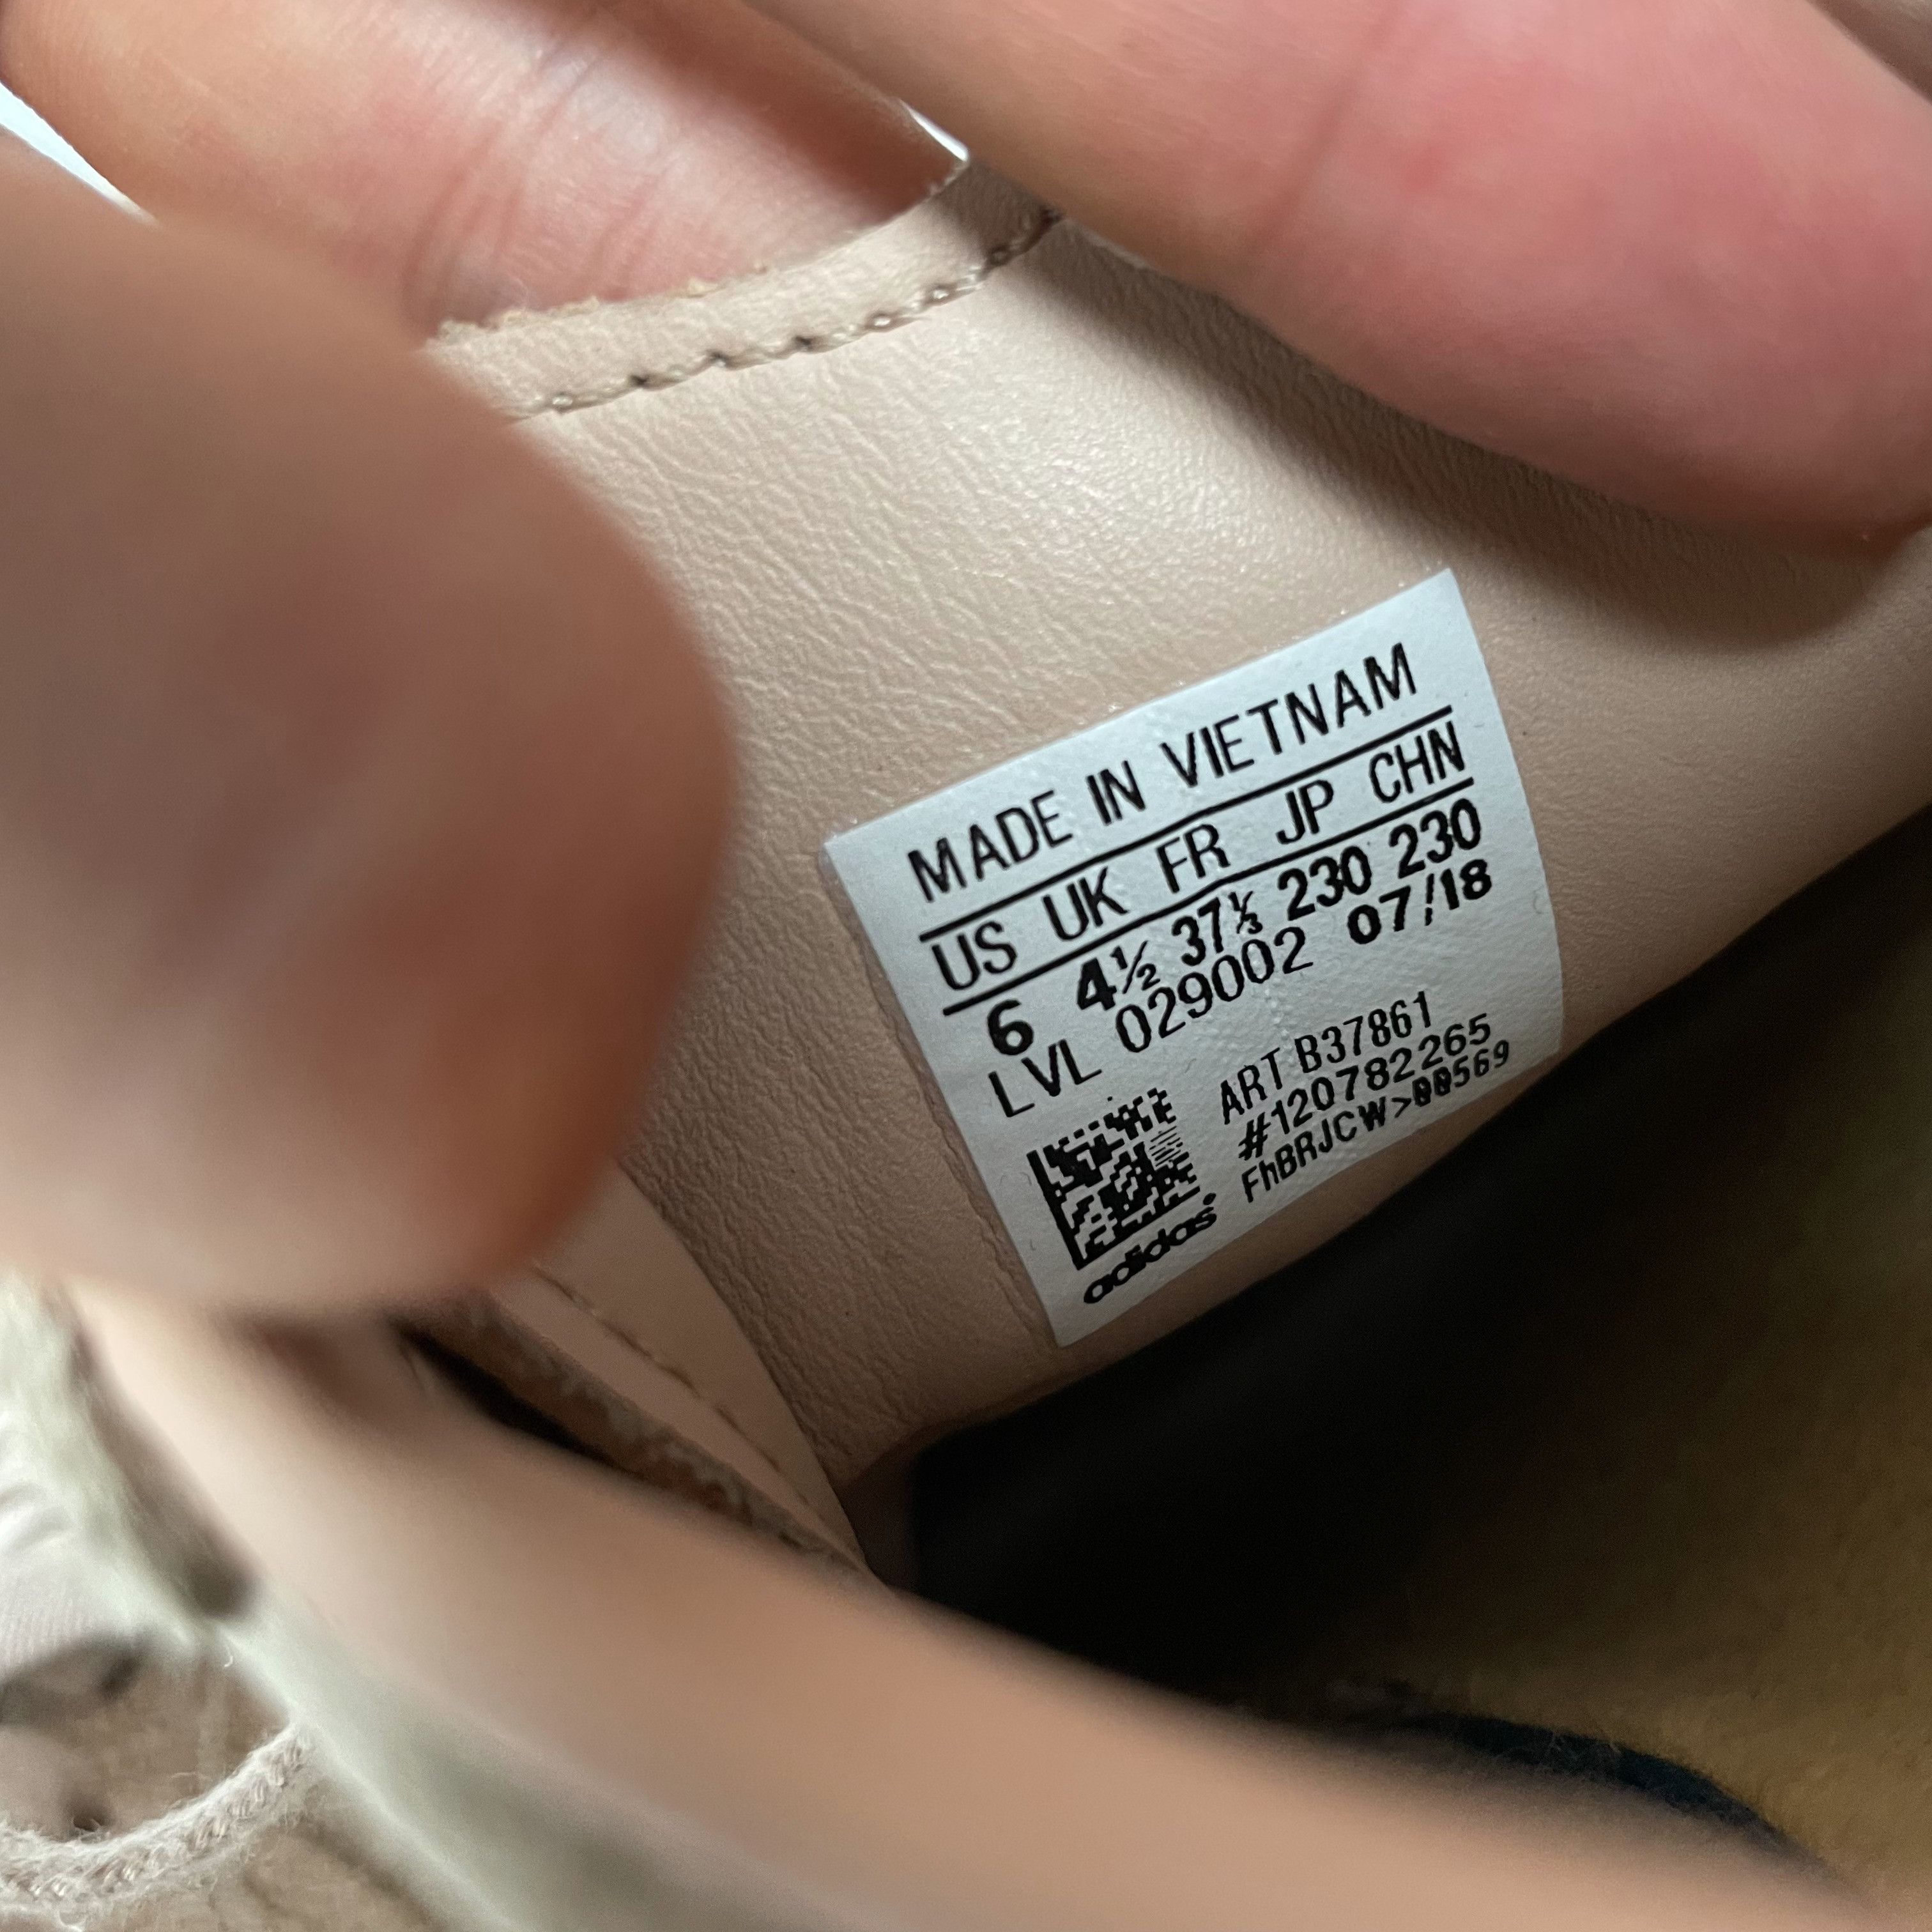 MADE IN VIETNAM
US UK FR JP CHN
6 4½ 37⅓ 230 230
LVL 029002 07/18
ART B37861
#120782265
FhBRJCW>00569
adidas